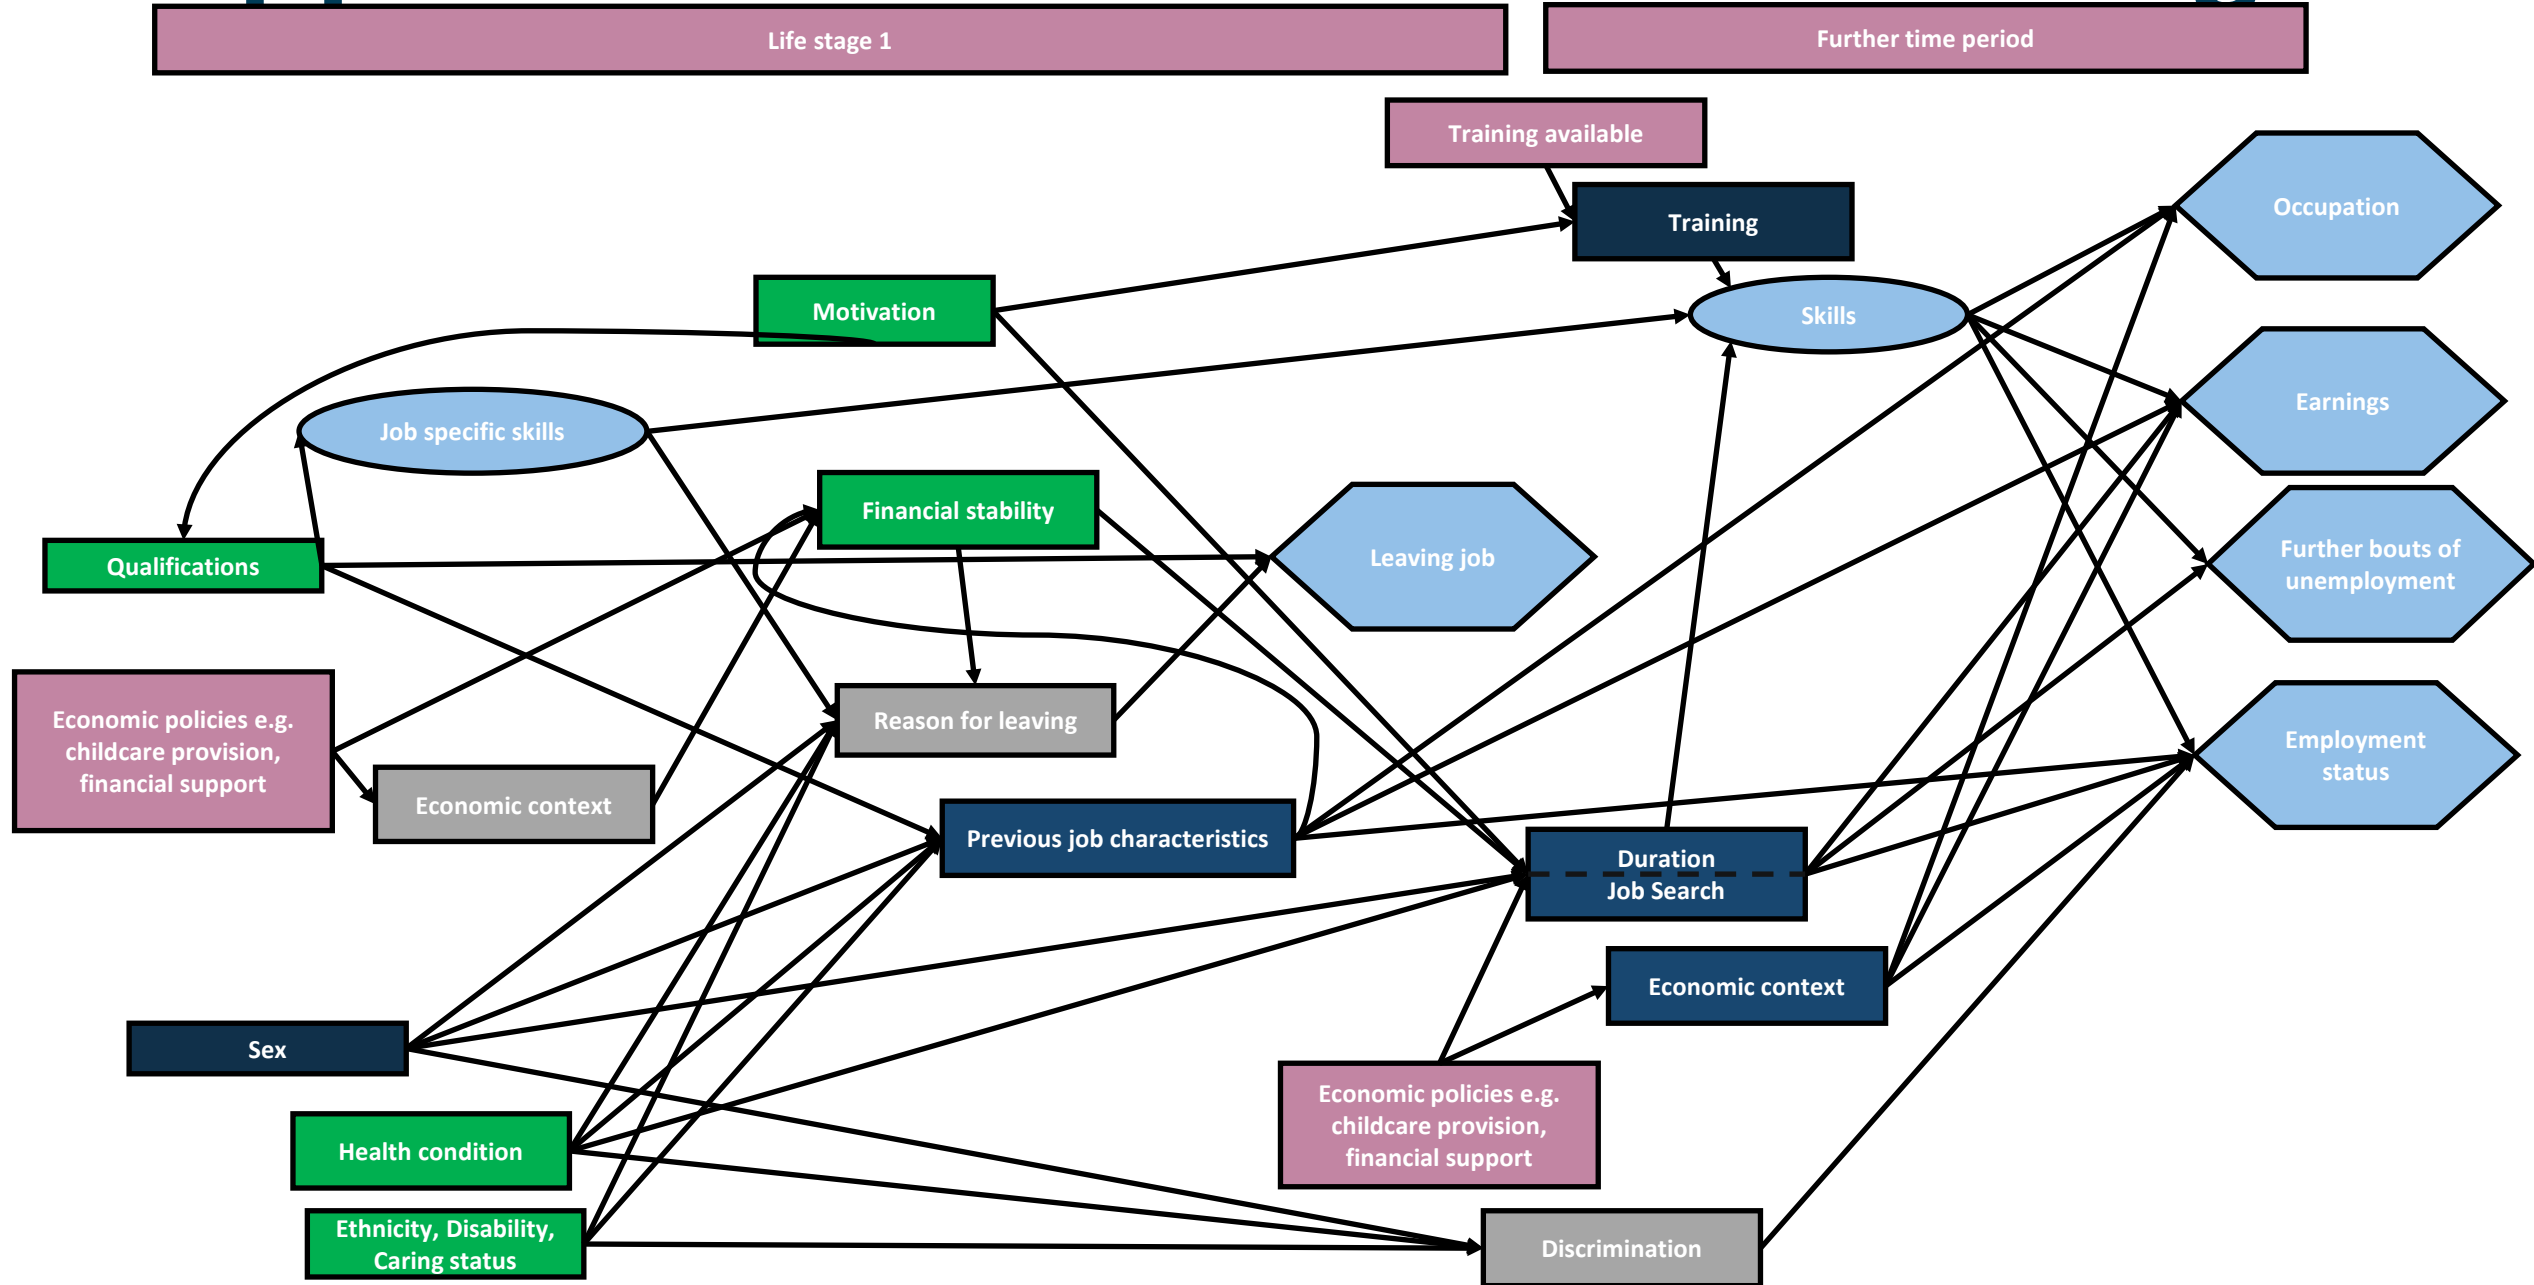 Life stage 1
Further time period
Training available
Training
Occupation
Motivation
Skills
Earnings
Job specific skills
Financial stability
Leaving job
Further bouts of
unemployment
Qualifications
Economic policies e.g.
childcare provision,
financial support
Reason for leaving
Employment
status
Economic context
Previous job characteristics
Duration
Job Search
Economic context
Sex
Economic policies e.g.
childcare provision,
financial support
Health condition
Ethnicity, Disability,
Caring status
Discrimination